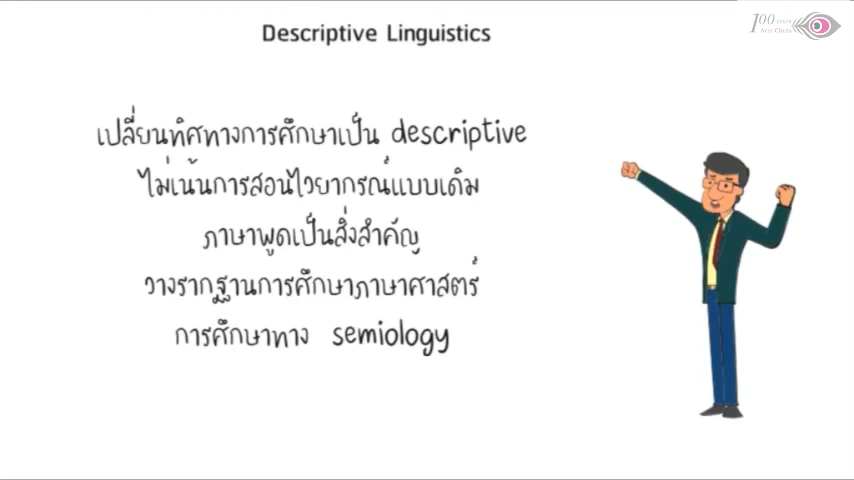 Descriptive Linguistics
100 years
Arts Chula
เปลี่ยนทิศทางการศึกษาเป็น descriptive
ไม่เน้นการสอนไวยากรณ์แบบเดิม
ภาษาพูดเป็นสิ่งสำคัญ
วางรากฐานการศึกษาภาษาศาสตร์
การศึกษาทาง semiology